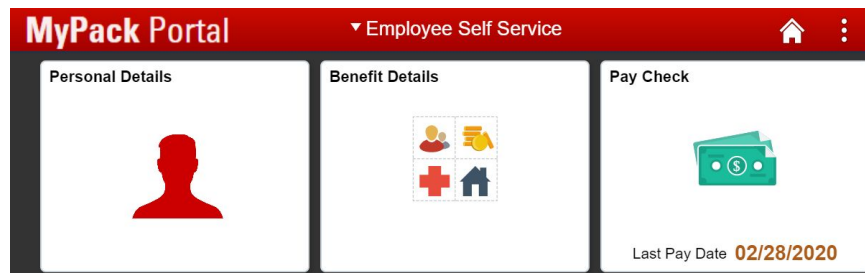 MyPack Portal
Employee Self Service
Personal Details
Benefit Details
Pay Check
Last Pay Date 02/28/2020